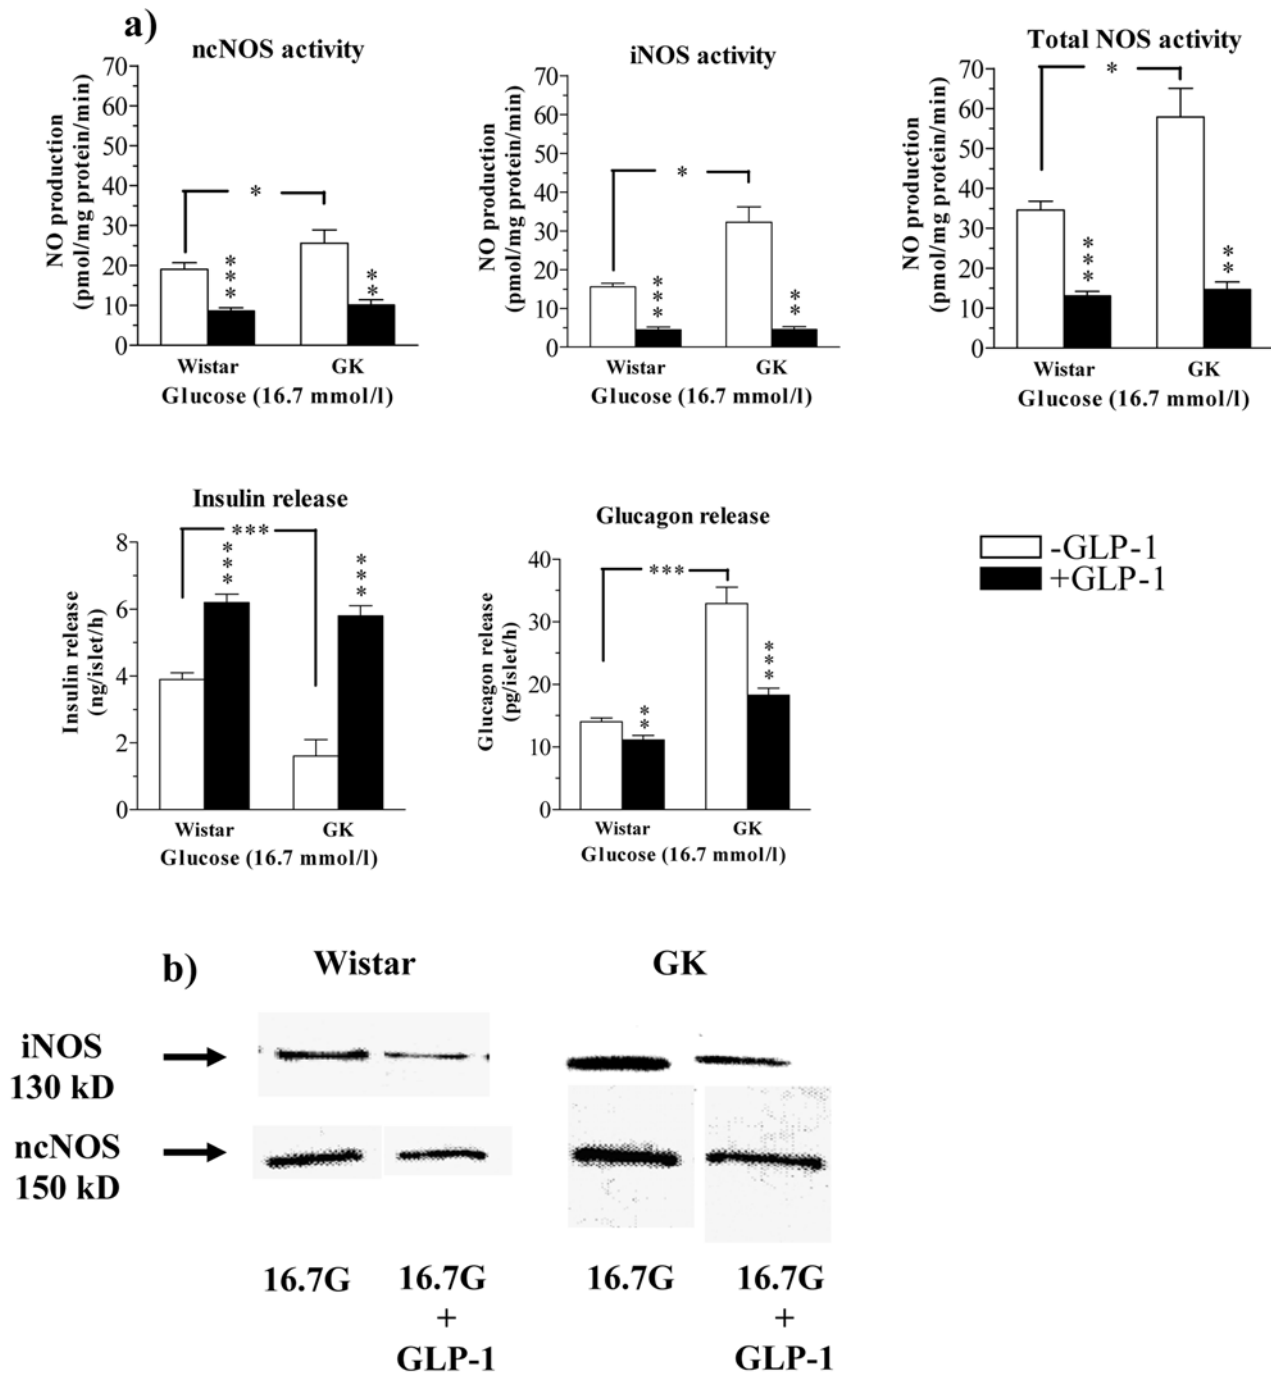 a)
ncNOS activity
NO production
(pmol/mg protein/min)
70
60
50
40
30
20
10
0
*
***
**
Wistar GK
Glucose (16.7 mmol/l)
iNOS activity
NO production
(pmol/mg protein/min)
70
60
50
40
30
20
10
0
*
***
**
Wistar GK
Glucose (16.7 mmol/l)
Total NOS activity
NO production
(pmol/mg protein/min)
70
60
50
40
30
20
10
0
*
***
**
Wistar GK
Glucose (16.7 mmol/l)
Insulin release
Insulin release
(ng/islet/h)
8
6
4
2
0
***
***
***
Wistar GK
Glucose (16.7 mmol/l)
Glucagon release
Glucagon release
(pg/islet/h)
40
30
20
10
0
***
**
***
Wistar GK
Glucose (16.7 mmol/l)
-GLP-1
+GLP-1
b)
Wistar GK
iNOS
130 kD
ncNOS
150 kD
16.7G 16.7G 16.7G 16.7G
+ +
GLP-1 GLP-1